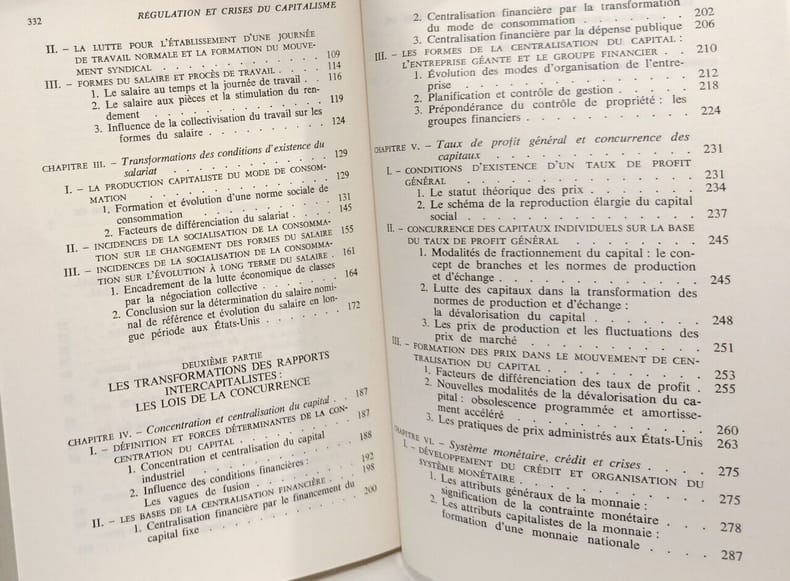 332
RÉGULATION ET CRISES DU CAPITALISME
II. – LA LUTTE POUR L'ÉTABLISSEMENT D'UNE JOURNÉE
DE TRAVAIL NORMALE ET LA FORMATION DU MOUVE-
MENT SYNDICAL . . . . . . . . . . 109
III. – FORMES DU SALAIRE ET PROCÈS DE TRAVAIL . . . . 114
1. Le salaire au temps et la journée de travail . . . 116
2. Le salaire aux pièces et la stimulation du ren-
dement . . . . . . . . . . 119
3. Influence de la collectivisation du travail sur les
formes du salaire . . . . . . . . . . 124
CHAPITRE III. – Transformations des conditions d'existence du
salariat . . . . . . . . . . 129
I. – LA PRODUCTION CAPITALISTE DU MODE DE CONSOM-
MATION . . . . . . . . . . 129
1. Formation et évolution d'une norme sociale de
consommation . . . . . . . . . . 131
2. Facteurs de différenciation du salariat . . . . 145
II. – INCIDENCES DE LA SOCIALISATION DE LA CONSOMMA-
TION SUR LE CHANGEMENT DES FORMES DU SALAIRE 155
III. – INCIDENCES DE LA SOCIALISATION DE LA CONSOMMA-
TION SUR L'ÉVOLUTION À LONG TERME DU SALAIRE . 161
1. Encadrement de la lutte économique de classes
par la négociation collective . . . . . . 164
2. Conclusion sur la détermination du salaire nomi-
nal de référence et évolution du salaire en lon-
gue période aux États-Unis . . . . . . 172
DEUXIÈME PARTIE
LES TRANSFORMATIONS DES RAPPORTS
INTERCAPITALISTES :
LES LOIS DE LA CONCURRENCE
CHAPITRE IV. – Concentration et centralisation du capital . . 187
I. – DÉFINITION ET FORCES DÉTERMINANTES DE LA CON-
CENTRATION DU CAPITAL . . . . . . 187
1. Concentration et centralisation du capital
industriel . . . . . . . . . . 188
2. Influence des conditions financières :
Les vagues de fusion . . . . . . . . 192
II. – LES BASES DE LA CENTRALISATION FINANCIÈRE . . . 198
1. Centralisation financière par le financement du
capital fixe . . . . . . . . . . 200
2. Centralisation financière par la transformation
du mode de consommation . . . . . . 202
3. Centralisation financière par la dépense publique 206
III. – LES FORMES DE LA CENTRALISATION DU CAPITAL :
L'ENTREPRISE GÉANTE ET LE GROUPE FINANCIER . . 210
1. Évolution des modes d'organisation de l'entre-
prise . . . . . . . . . . 212
2. Planification et contrôle de gestion . . . . 218
3. Prépondérance du contrôle de propriété : les
groupes financiers . . . . . . . . 224
CHAPITRE V. – Taux de profit général et concurrence des
capitaux . . . . . . . . . . 231
I. – CONDITIONS D'EXISTENCE D'UN TAUX DE PROFIT
GÉNÉRAL . . . . . . . . . . 231
1. Le statut théorique des prix . . . . . . 234
2. Le schéma de la reproduction élargie du capital
social . . . . . . . . . . 237
II. – CONCURRENCE DES CAPITAUX INDIVIDUELS SUR LA BASE
DU TAUX DE PROFIT GÉNÉRAL . . . . . . 245
1. Modalités de fractionnement du capital : le con-
cept de branches et les normes de production
et d'échange . . . . . . . . . . 245
2. Lutte des capitaux dans la transformation des
normes de production et d'échange :
la dévalorisation du capital . . . . . . 248
3. Les prix de production et les fluctuations des
prix de marché . . . . . . . . 251
III. – FORMATION DES PRIX DANS LE MOUVEMENT DE CEN-
TRALISATION DU CAPITAL . . . . . . 253
1. Facteurs de différenciation des taux de profit . 255
2. Nouvelles modalités de la dévalorisation du ca-
pital : obsolescence programmée et amortisse-
ment accéléré . . . . . . . . 260
3. Les pratiques de prix administrés aux États-Unis 263
CHAPITRE VI. – Système monétaire, crédit et crises . . . . 275
I. – DÉVELOPPEMENT DU CRÉDIT ET ORGANISATION DU
SYSTÈME MONÉTAIRE . . . . . . . . 275
1. Les attributs généraux de la monnaie :
signification de la contrainte monétaire . . . 278
2. Les attributs capitalistes de la monnaie :
formation d'une monnaie nationale . . . . 287